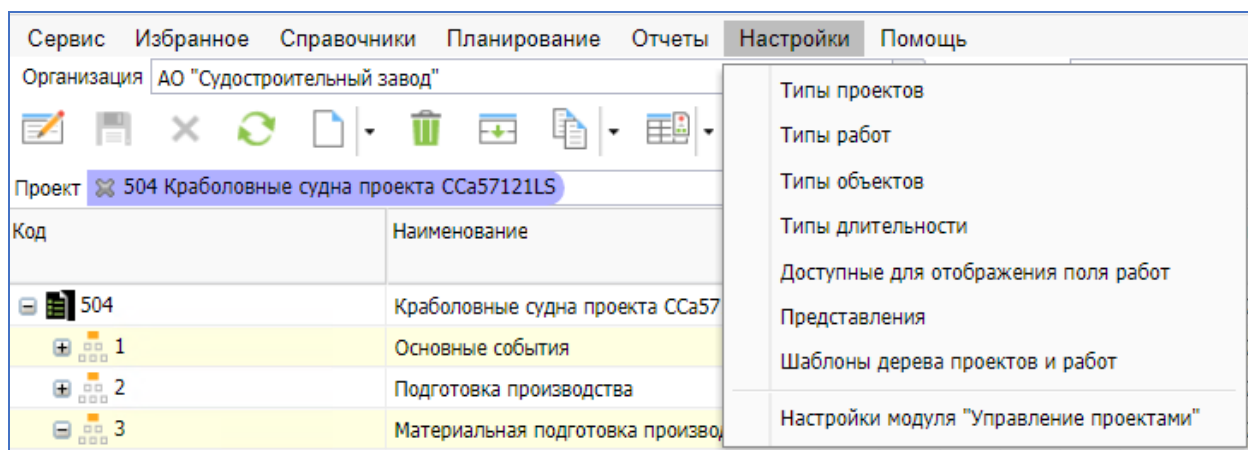 Сервис Избранное Справочники Планирование Отчеты Настройки Помощь
Организация АО "Судостроительный завод"
Проект 504 Краболовные судна проекта CCa57121LS
Код Наименование
504 Краболовные судна проекта CCa57
1 Основные события
2 Подготовка производства
3 Материальная подготовка произво
Типы проектов
Типы работ
Типы объектов
Типы длительности
Доступные для отображения поля работ
Представления
Шаблоны дерева проектов и работ
Настройки модуля "Управление проектами"